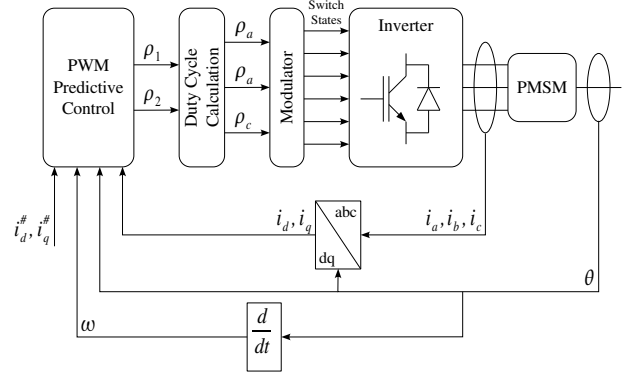 Switch
States
PWM
Predictive
Control
ρ1
ρ2
Duty Cycle
Calculation
ρa
ρa
ρc
Modulator
Inverter
PMSM
i#d, i#q
id, iq
abc
dq
ia, ib, ic
θ
ω
d
dt